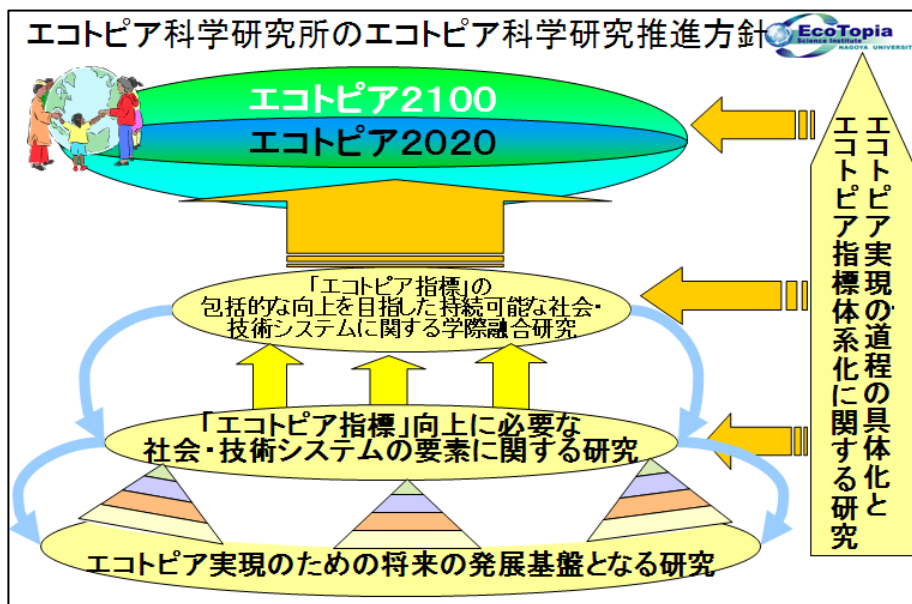 エコトピア科学研究所のエコトピア科学研究推進方針
EcoTopia
Science Institute
NAGOYA UNIVERSIT
エコトピア2100
エコトピア2020
「エコトピア指標」の
包括的な向上を目指した持続可能な社会・
技術システムに関する学際融合研究
「エコトピア指標」向上に必要な
社会・技術システムの要素に関する研究
エコトピア実現のための将来の発展基盤となる研究
エコトピア実現の道程の具体化と
エコトピア指標体系化に関する研究